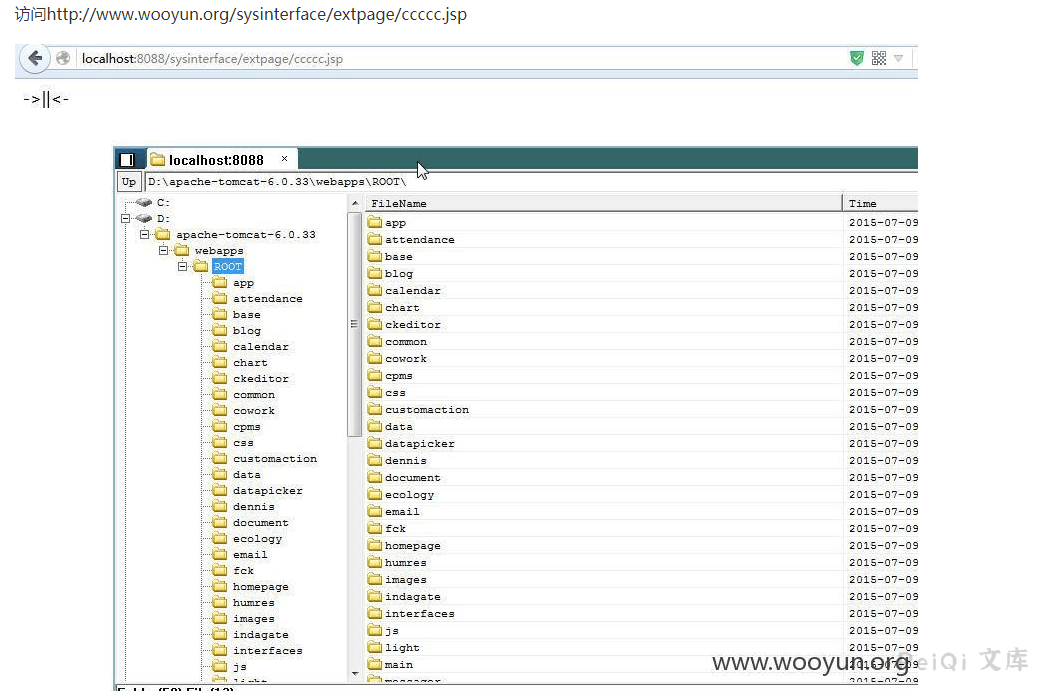 访问http://www.wooyun.org/sysinterface/extpage/ccccc.jsp
localhost:8088/sysinterface/extpage/ccccc.jsp
->||<-
localhost:8088 ×
Up D:\apache-tomcat-6.0.33\webapps\ROOT\
C:
D:
apache-tomcat-6.0.33
webapps
ROOT
app
attendance
base
blog
calendar
chart
ckeditor
common
cowork
cpms
css
customaction
data
datapicker
dennis
document
ecology
email
fck
homepage
humres
images
indagate
interfaces
js
light
FileName Time
app 2015-07-09
attendance 2015-07-09
base 2015-07-09
blog 2015-07-09
calendar 2015-07-09
chart 2015-07-09
ckeditor 2015-07-09
common 2015-07-09
cowork 2015-07-09
cpms 2015-07-09
css 2015-07-09
customaction 2015-07-09
data 2015-07-09
datapicker 2015-07-09
dennis 2015-07-09
document 2015-07-09
ecology 2015-07-09
email 2015-07-09
fck 2015-07-09
homepage 2015-07-09
humres 2015-07-09
images 2015-07-09
indagate 2015-07-09
interfaces 2015-07-09
js 2015-07-09
light 2015-07-09
main 2015-07-09
www.wooyun.org
PeiQi 文库